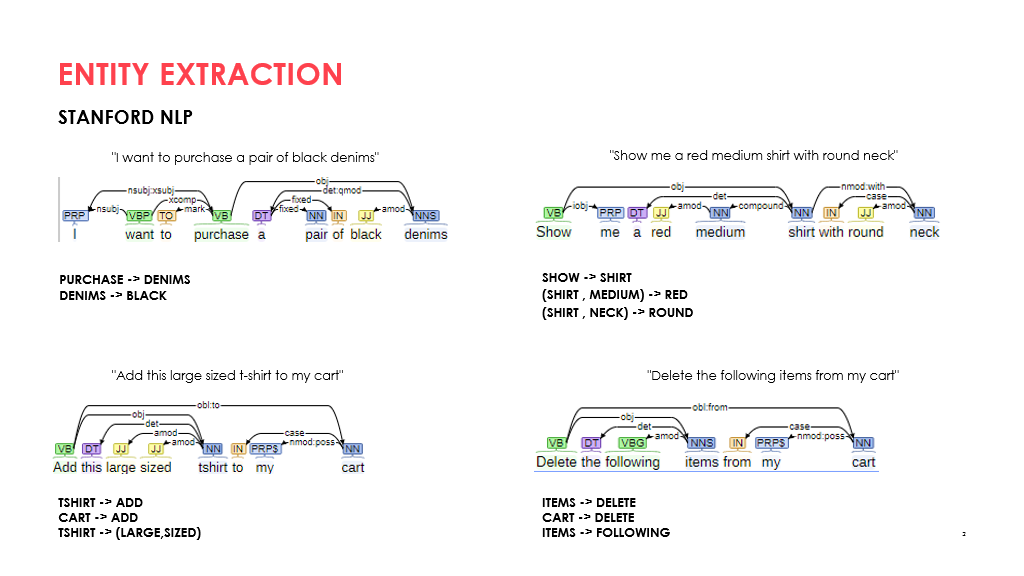 ENTITY EXTRACTION
STANFORD NLP
"I want to purchase a pair of black denims"
obj
nsubj:xsubj det:qmod
xcomp fixed
nsubj mark fixed amod
PRP VBP TO VB DT NN IN JJ NNS
I want to purchase a pair of black denims
PURCHASE -> DENIMS
DENIMS -> BLACK
"Show me a red medium shirt with round neck"
obj nmod:with
det case
iobj amod compound amod
VB PRP DT JJ NN NN IN JJ NN
Show me a red medium shirt with round neck
SHOW -> SHIRT
(SHIRT , MEDIUM) -> RED
(SHIRT , NECK) -> ROUND
"Add this large sized t-shirt to my cart"
obl:to
obj
det
amod case
amod nmod:poss
VB DT JJ JJ NN IN PRP$ NN
Add this large sized tshirt to my cart
TSHIRT -> ADD
CART -> ADD
TSHIRT -> (LARGE,SIZED)
"Delete the following items from my cart"
obl:from
obj
det case
amod nmod:poss
VB DT VBG NNS IN PRP$ NN
Delete the following items from my cart
ITEMS -> DELETE
CART -> DELETE
ITEMS -> FOLLOWING
2